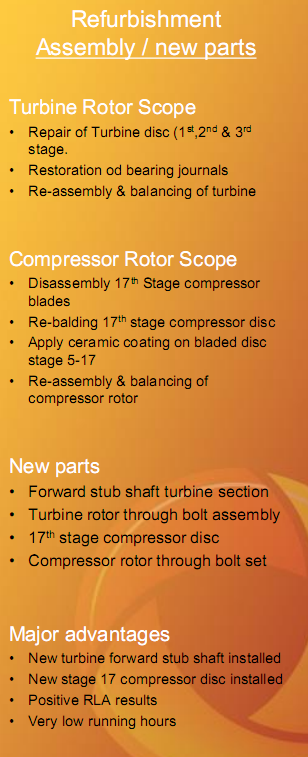 Refurbishment
Assembly / new parts
Turbine Rotor Scope
• Repair of Turbine disc (1st,2nd & 3rd
stage.
• Restoration od bearing journals
• Re-assembly & balancing of turbine
Compressor Rotor Scope
• Disassembly 17th Stage compressor
blades
• Re-balding 17th stage compressor disc
• Apply ceramic coating on bladed disc
stage 5-17
• Re-assembly & balancing of
compressor rotor
New parts
• Forward stub shaft turbine section
• Turbine rotor through bolt assembly
• 17th stage compressor disc
• Compressor rotor through bolt set
Major advantages
• New turbine forward stub shaft installed
• New stage 17 compressor disc installed
• Positive RLA results
• Very low running hours